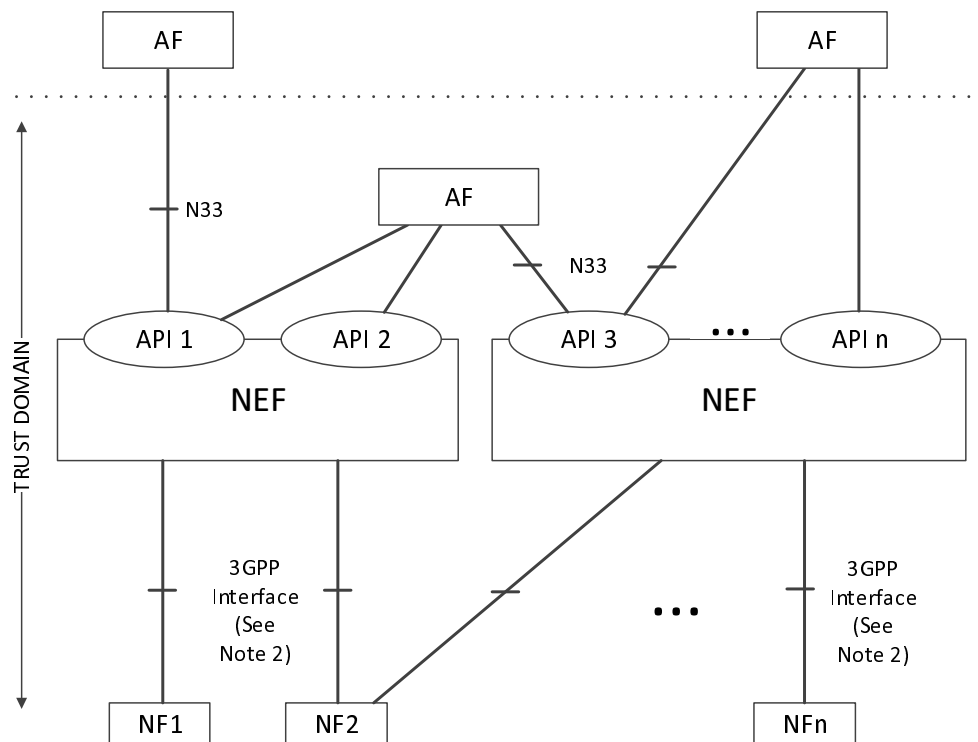 AF
AF
AF
N33
N33
API 1
API 2
API 3
...
API n
NEF
NEF
TRUST DOMAIN
3GPP
Interface
(See
Note 2)
...
3GPP
Interface
(See
Note 2)
NF1
NF2
NFn